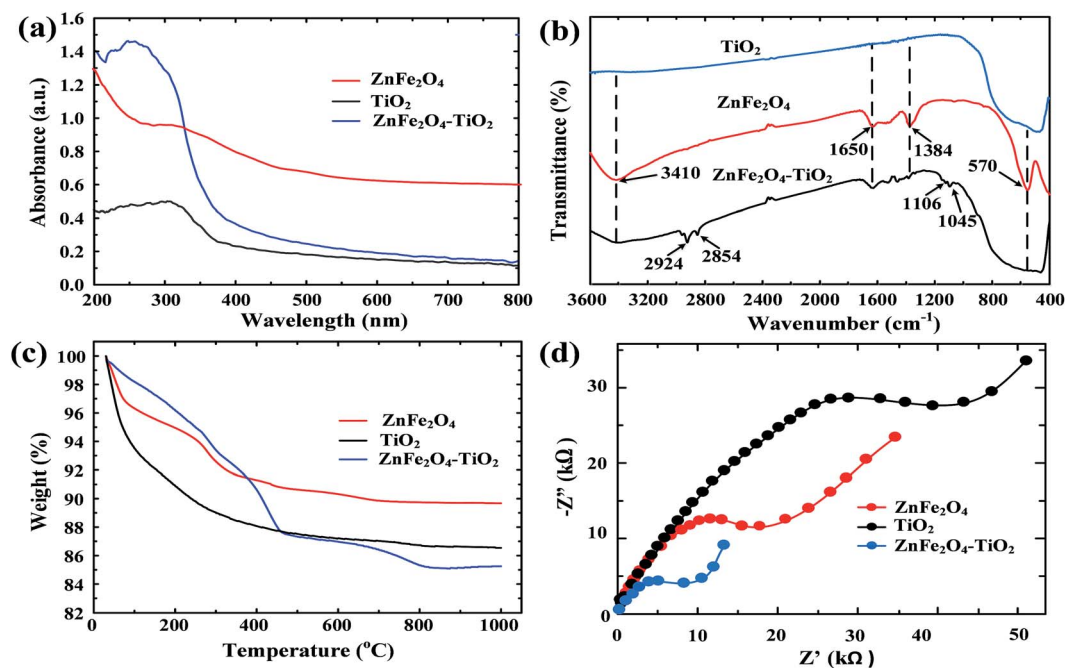 (a)
1.6
1.4
1.2
1.0
0.8
0.6
0.4
0.2
0.0
Absorbance (a.u.)
ZnFe₂O₄
TiO₂
ZnFe₂O₄-TiO₂
200 300 400 500 600 700 800
Wavelength (nm)
(b)
Transmittance (%)
TiO₂
ZnFe₂O₄
1650
1384
3410
ZnFe₂O₄-TiO₂
570
1106
1045
2924
2854
3600 2800 2000 1600 1200 800 400
Wavenumber (cm⁻¹)
(c)
100
98
96
94
92
90
88
86
84
82
Weight (%)
ZnFe₂O₄
TiO₂
ZnFe₂O₄-TiO₂
0 200 400 600 800 1000
Temperature (°C)
(d)
30
20
10
0
-Z" (kΩ)
ZnFe₂O₄
TiO₂
ZnFe₂O₄-TiO₂
0 10 20 30 40 50
Z' (kΩ)